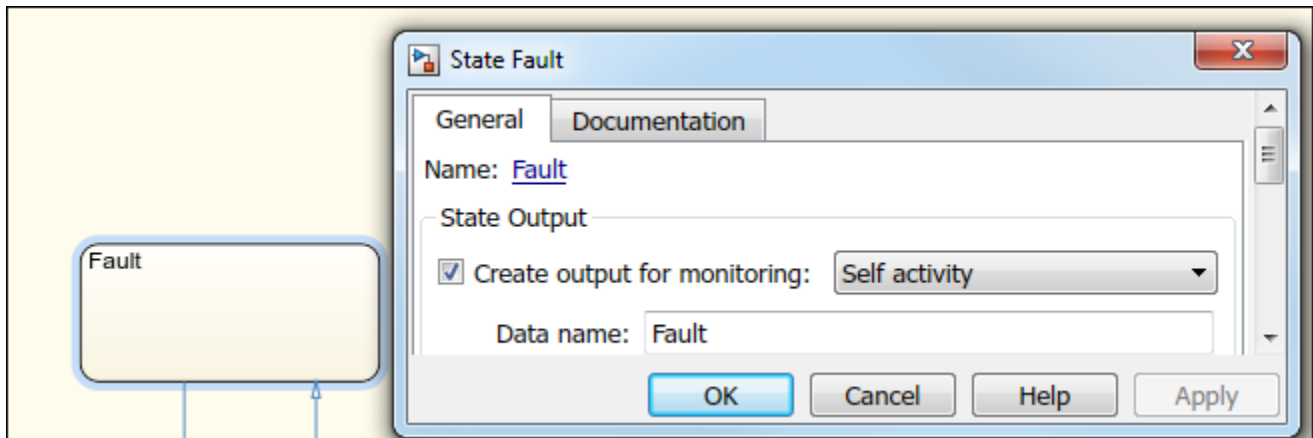 State Fault
General
Documentation
Name: Fault
State Output
Create output for monitoring: Self activity
Fault
Data name: Fault
OK
Cancel
Help
Apply